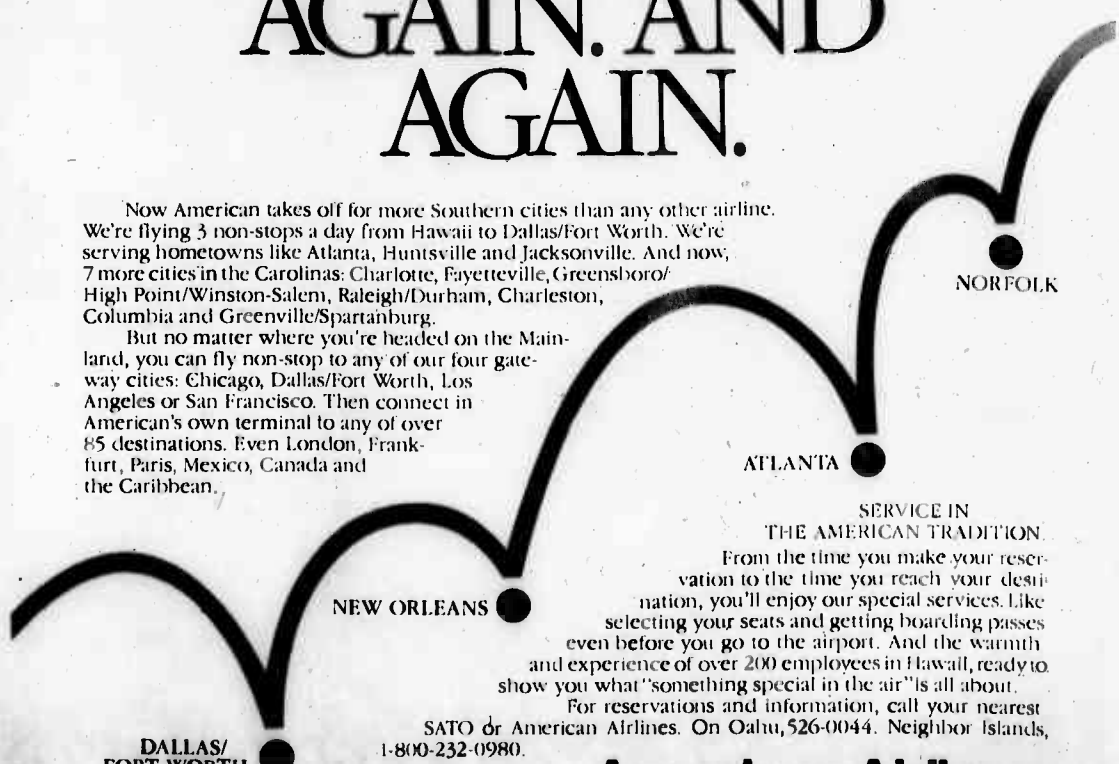 AGAIN. AND
AGAIN.
Now American takes off for more Southern cities than any other airline.
We're flying 3 non-stops a day from Hawaii to Dallas/Fort Worth. We're
serving hometowns like Atlanta, Huntsville and Jacksonville. And now,
7 more cities in the Carolinas: Charlotte, Fayetteville, Greensboro/
High Point/Winston-Salem, Raleigh/Durham, Charleston,
Columbia and Greenville/Spartanburg.
But no matter where you're headed on the Main-
land, you can fly non-stop to any of our four gate-
way cities: Chicago, Dallas/Fort Worth, Los
Angeles or San Francisco. Then connect in
American's own terminal to any of over
85 destinations. Even London, Frank-
furt, Paris, Mexico, Canada and
the Caribbean.
NORFOLK
ATLANTA
NEW ORLEANS
DALLAS/
FORT WORTH
SERVICE IN
THE AMERICAN TRADITION.
From the time you make your reser-
vation to the time you reach your desti-
nation, you'll enjoy our special services. Like
selecting your seats and getting boarding passes
even before you go to the airport. And the warmth
and experience of over 200 employees in Hawaii, ready to
show you what "something special in the air" is all about.
For reservations and information, call your nearest
SATO or American Airlines. On Oahu, 526-0044. Neighbor Islands,
1-800-232-0980.